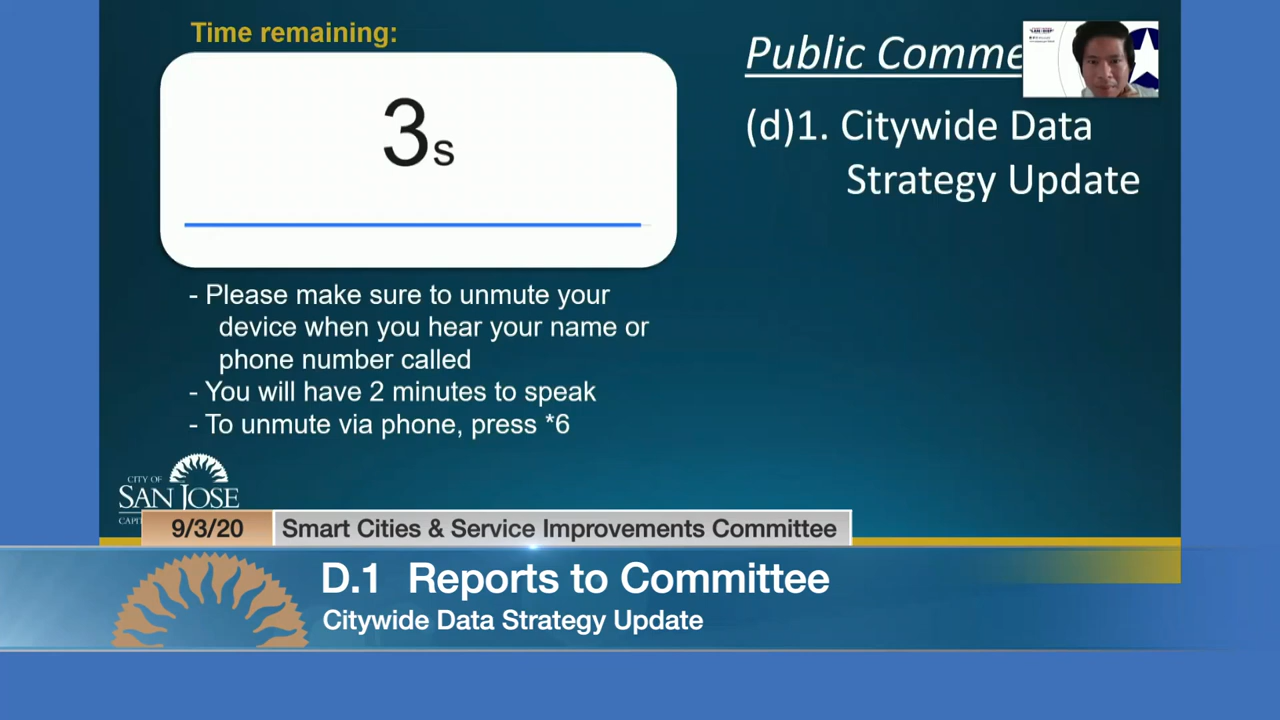 Time remaining:
3s
Public Comme
(d)1. Citywide Data
Strategy Update
- Please make sure to unmute your
device when you hear your name or
phone number called
- You will have 2 minutes to speak
- To unmute via phone, press *6
CITY OF
SAN JOSE
9/3/20
Smart Cities & Service Improvements Committee
D.1 Reports to Committee
Citywide Data Strategy Update